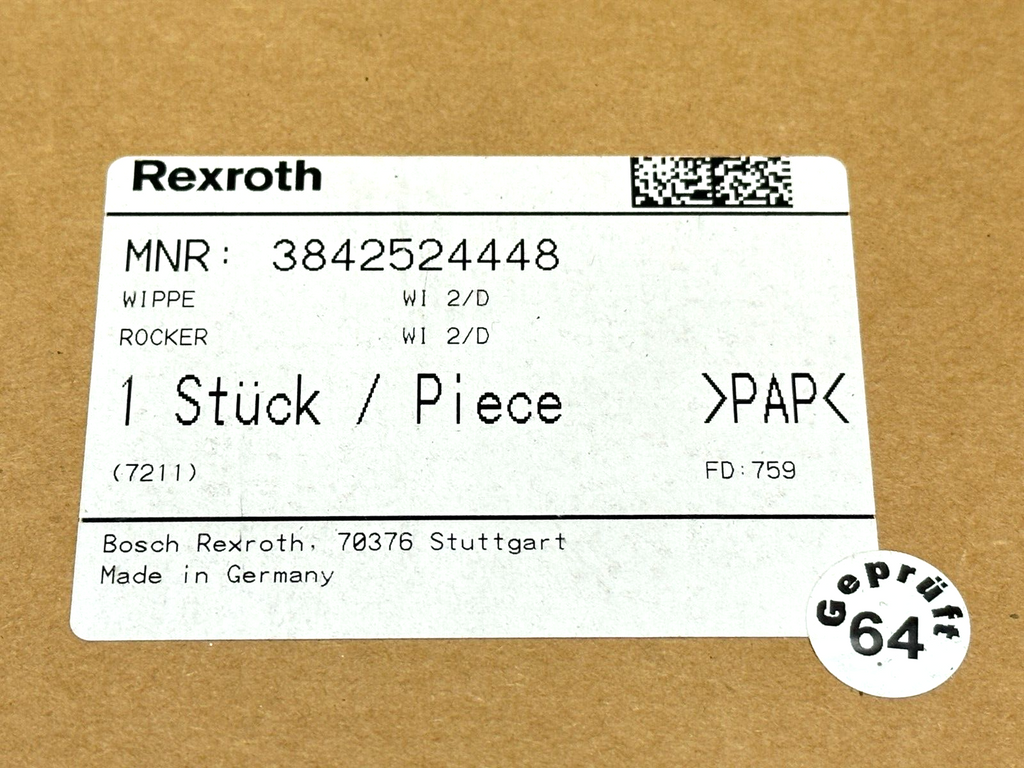 Rexroth
MNR: 3842524448
WIPPE WI 2/D
ROCKER WI 2/D
1 Stück / Piece >PAP<
(7211) FD:759
Bosch Rexroth, 70376 Stuttgart
Made in Germany
Geprüft
64